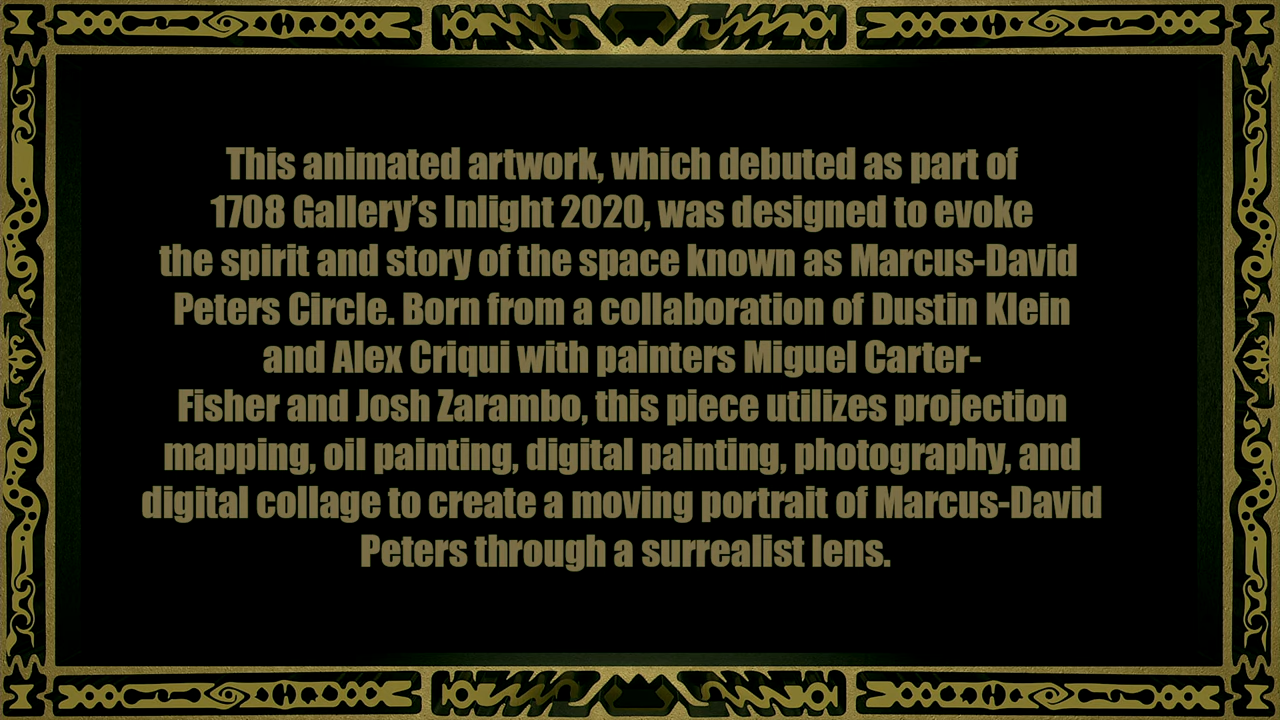 This animated artwork, which debuted as part of
1708 Gallery’s Inlight 2020, was designed to evoke
the spirit and story of the space known as Marcus-David
Peters Circle. Born from a collaboration of Dustin Klein
and Alex Criqui with painters Miguel Carter-
Fisher and Josh Zarambo, this piece utilizes projection
mapping, oil painting, digital painting, photography, and
digital collage to create a moving portrait of Marcus-David
Peters through a surrealist lens.